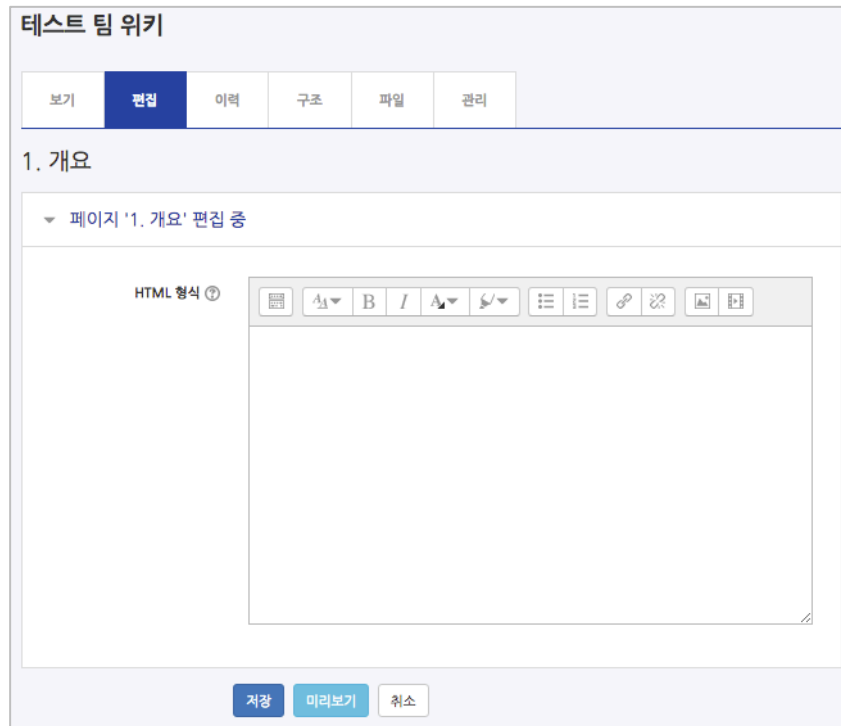 테스트 팀 위키
보기 편집 이력 구조 파일 관리
1. 개요
페이지 '1. 개요' 편집 중
HTML 형식
저장 미리보기 취소